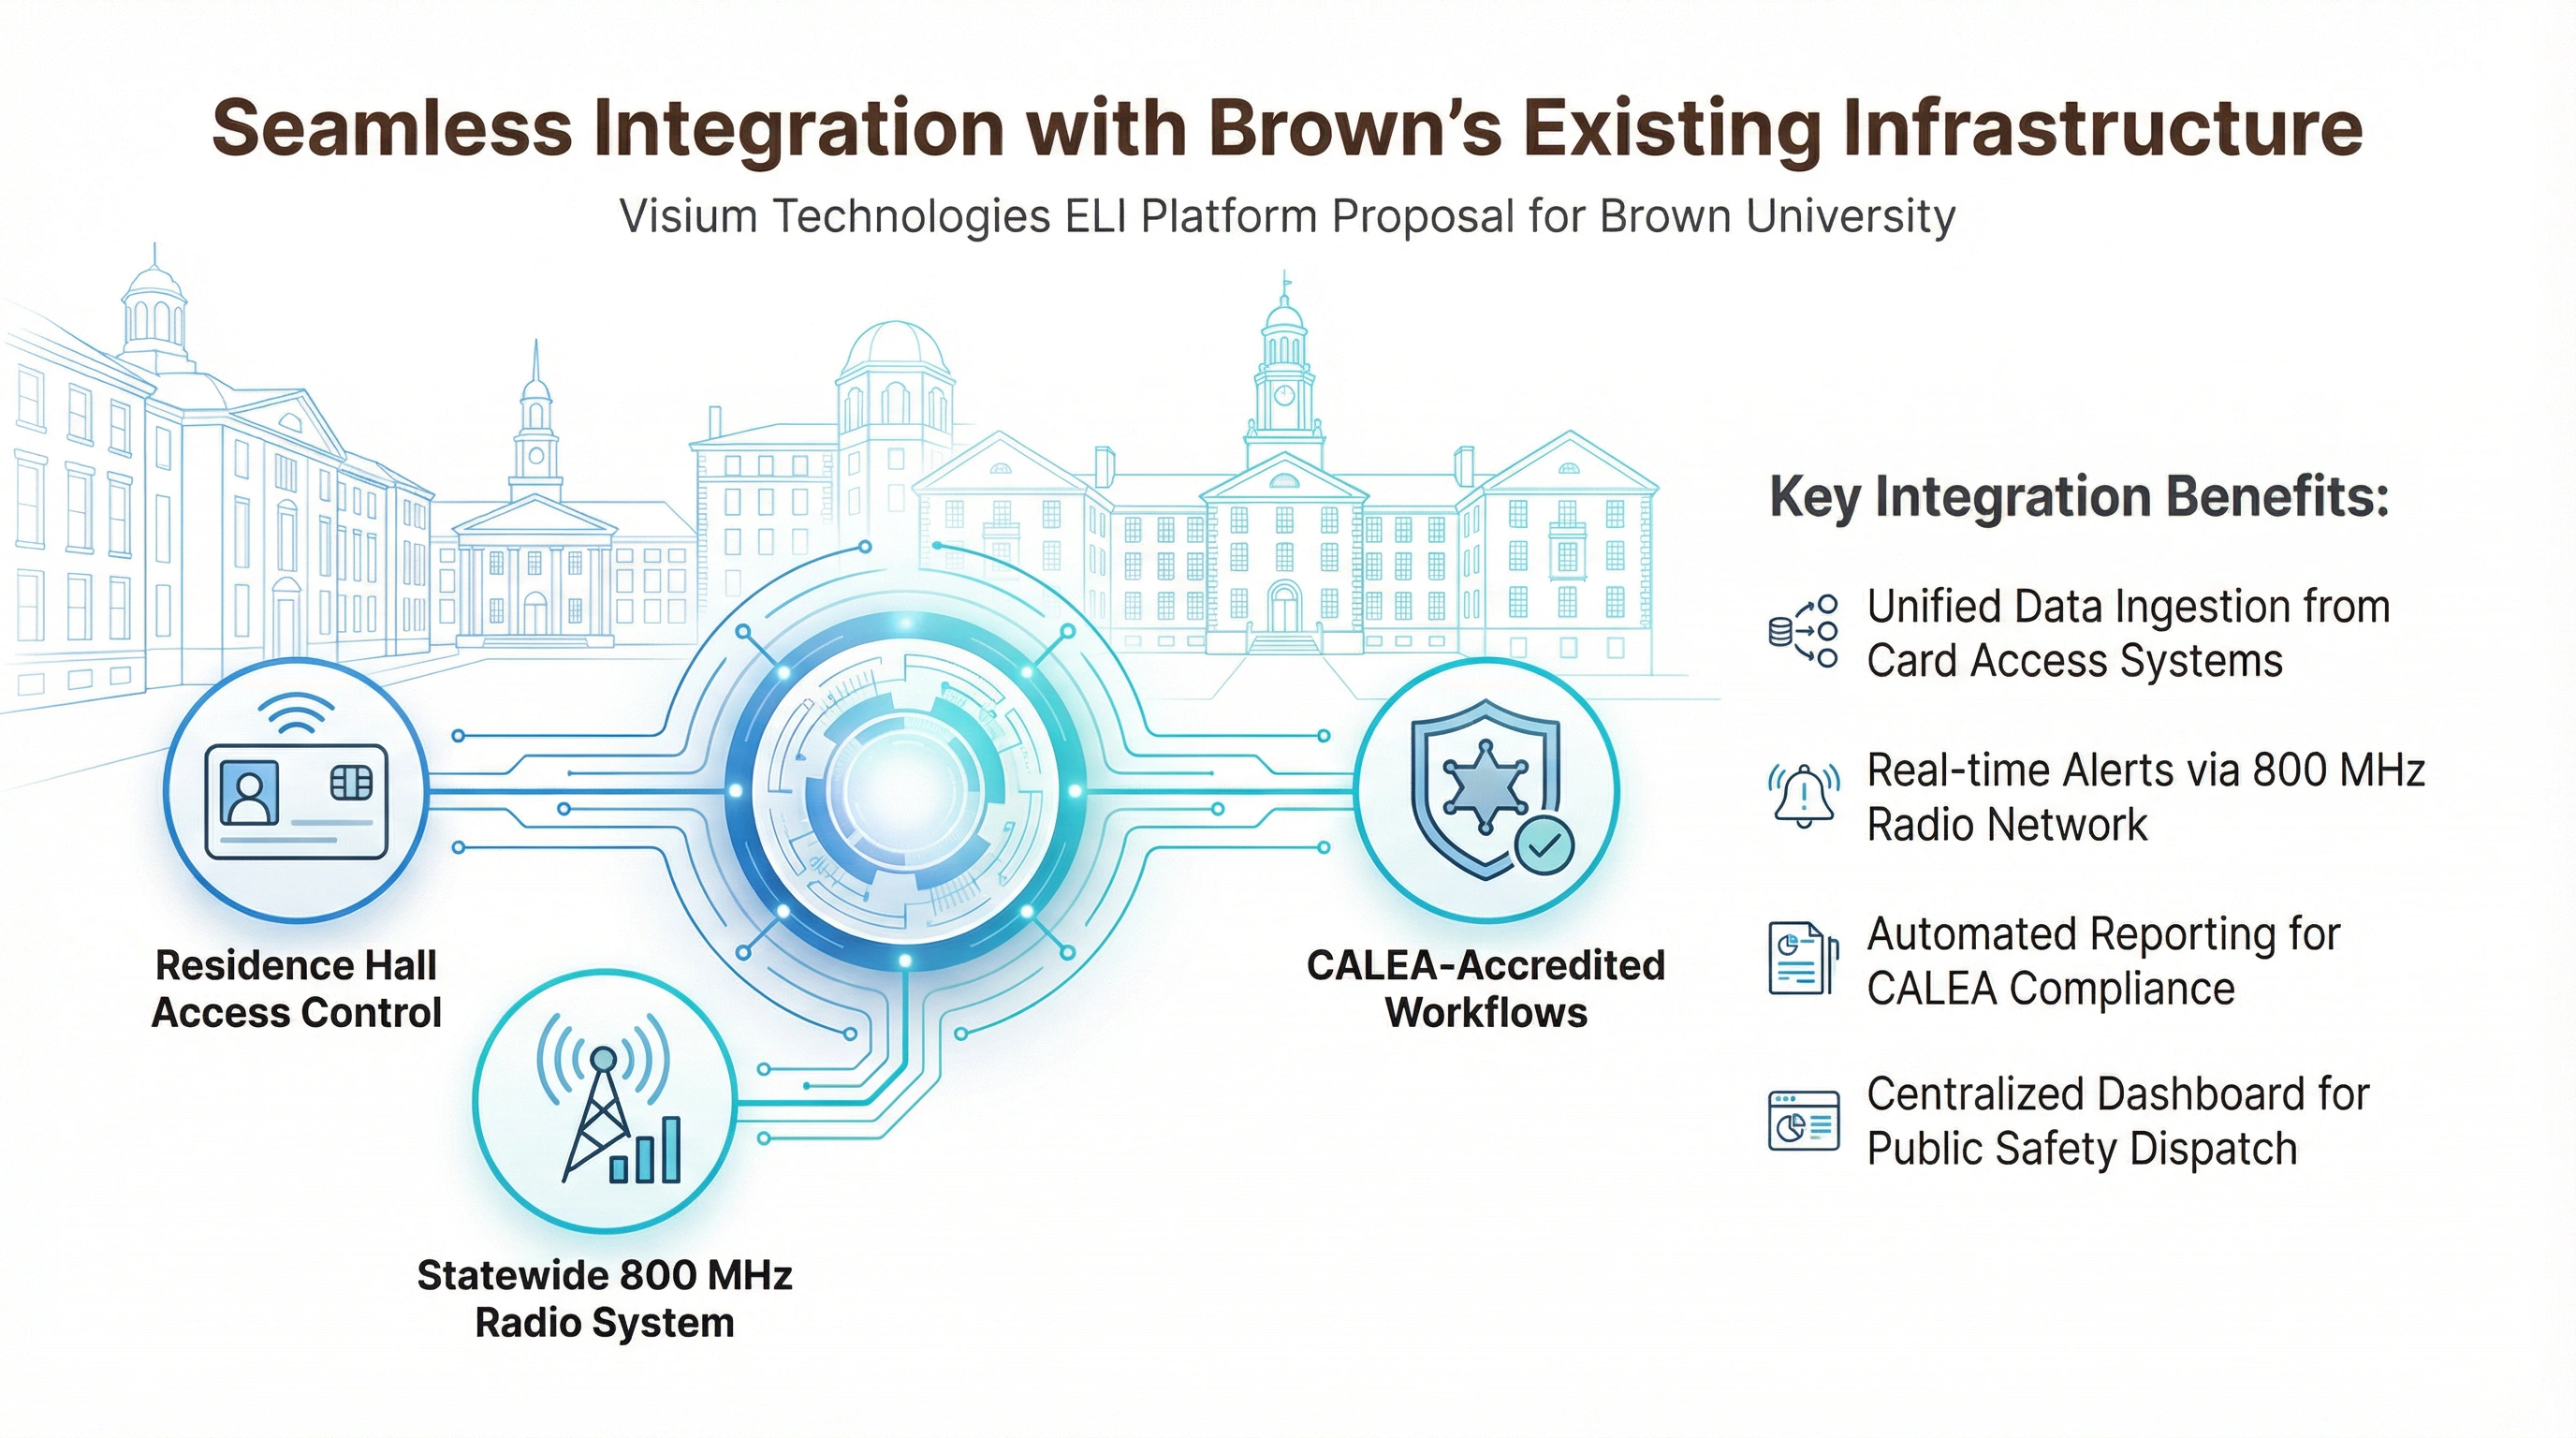 Seamless Integration with Brown’s Existing Infrastructure
Visium Technologies ELI Platform Proposal for Brown University
Residence Hall
Access Control
Statewide 800 MHz
Radio System
CALEA-Accredited
Workflows
Key Integration Benefits:
Unified Data Ingestion from
Card Access Systems
Real-time Alerts via 800 MHz
Radio Network
Automated Reporting for
CALEA Compliance
Centralized Dashboard for
Public Safety Dispatch